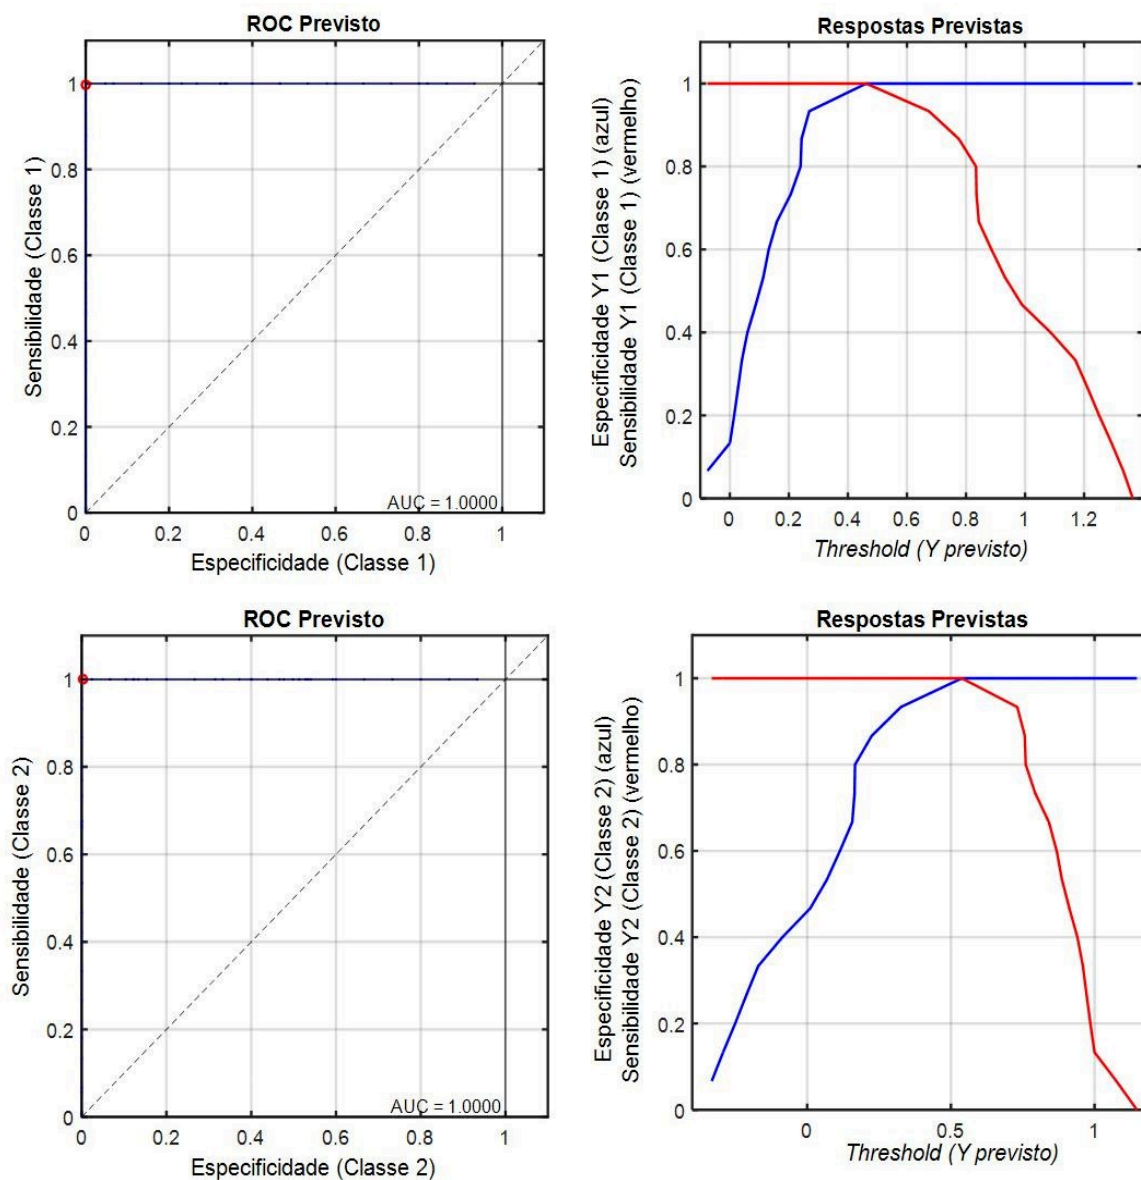 ROC Previsto
Sensibilidade (Classe 1)
1
0.8
0.6
0.4
0.2
0
AUC = 1.0000
0 0.2 0.4 0.6 0.8 1
Especificidade (Classe 1)
Respostas Previstas
Especificidade Y1 (Classe 1) (azul)
Sensibilidade Y1 (Classe 1) (vermelho)
1
0.8
0.6
0.4
0.2
0
0 0.2 0.4 0.6 0.8 1 1.2
Threshold (Y previsto)
ROC Previsto
Sensibilidade (Classe 2)
1
0.8
0.6
0.4
0.2
0
AUC = 1.0000
0 0.2 0.4 0.6 0.8 1
Especificidade (Classe 2)
Respostas Previstas
Especificidade Y2 (Classe 2) (azul)
Sensibilidade Y2 (Classe 2) (vermelho)
1
0.8
0.6
0.4
0.2
0
0 0.5 1
Threshold (Y previsto)